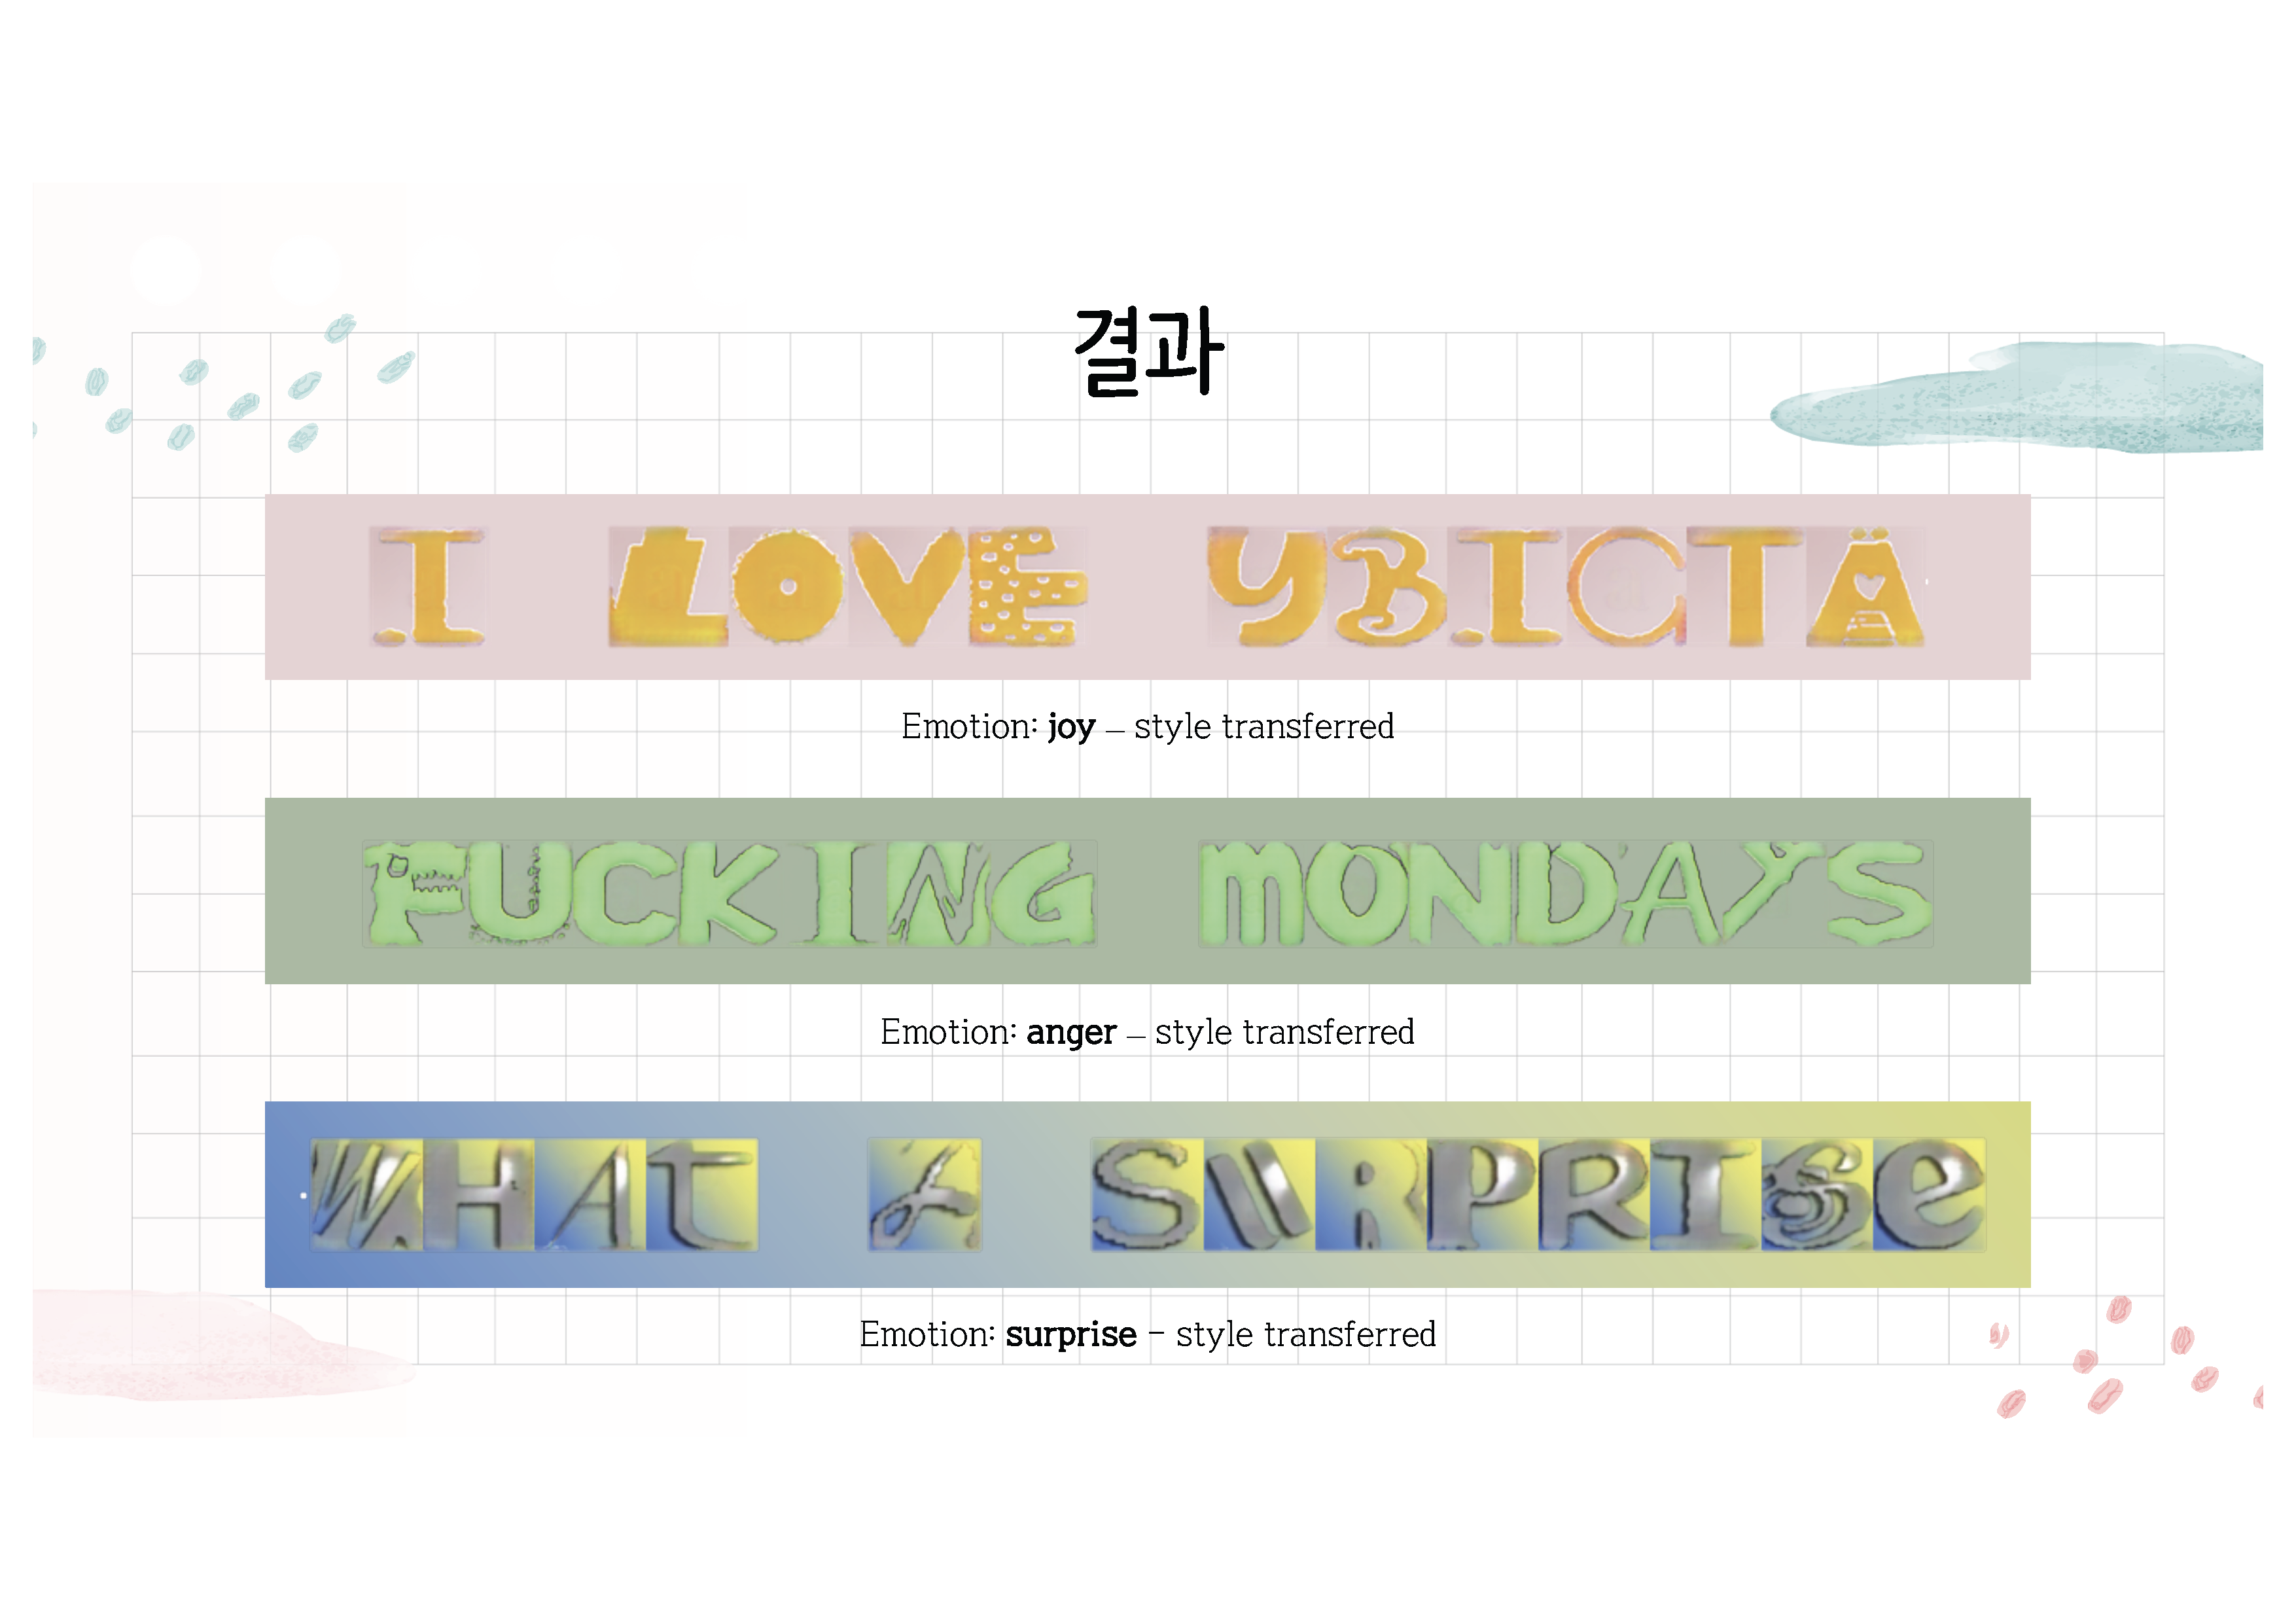 결과
I LOVE YBICTA
Emotion: joy – style transferred
FUCKING MONDAYS
Emotion: anger – style transferred
WHAt A SURPRISe
Emotion: surprise - style transferred